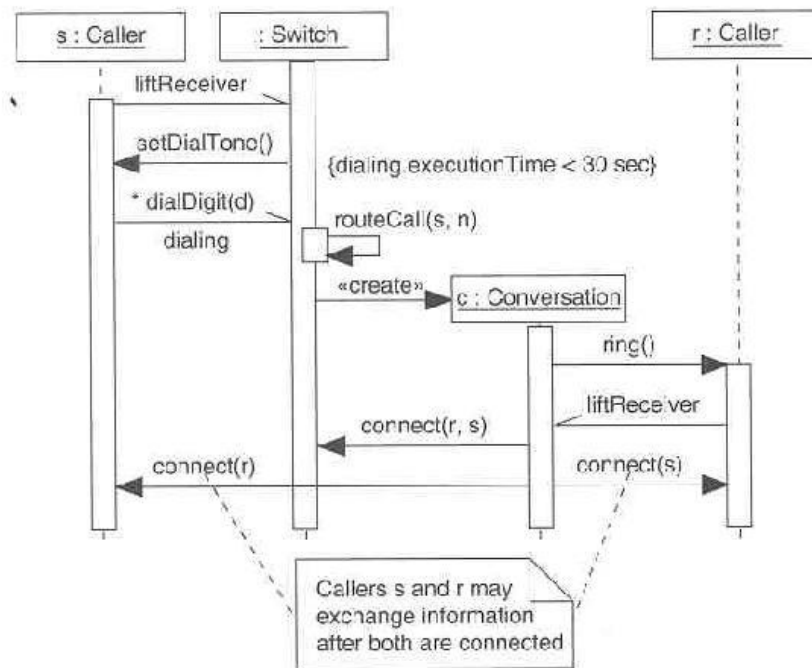 s : Caller
: Switch
r : Caller
liftReceiver
setDialTone()
{dialing.executionTime < 30 sec}
* dialDigit(d)
dialing
routeCall(s, n)
«create»
c : Conversation
ring()
liftReceiver
connect(r, s)
connect(r)
connect(s)
Callers s and r may
exchange information
after both are connected